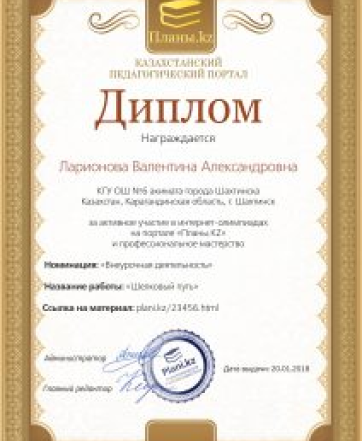 Планы.kz
КАЗАХСТАНСКИЙ
ПЕДАГОГИЧЕСКИЙ ПОРТАЛ
Диплом
Награждается
Ларионова Валентина Александровна
КГУ ОШ №6 акимата города Шахтинска
Казахстан, Карагандинская область, г. Шахтинск
за активное участие в интернет-олимпиадах
на портале «Планы.KZ»
и профессиональное мастерство
Номинация: «Внеурочная деятельность»
Название работы: «Шелковый путь»
Ссылка на материал: plani.kz/23456.html
Администратор
Plani.kz
Дата выдачи: 20.01.2018
Главный редактор